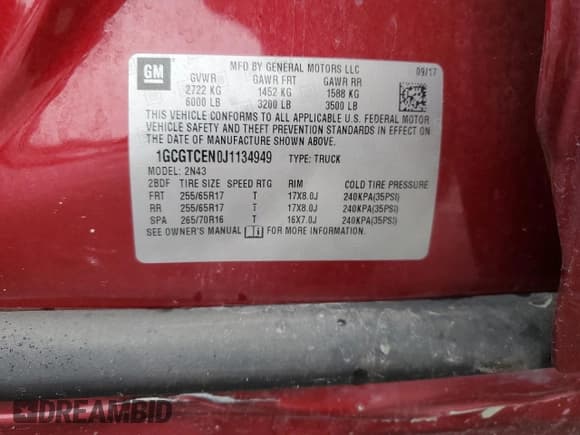 GM
MFD BY GENERAL MOTORS LLC 09/17
GVWR GAWR FRT GAWR RR
2722 KG 1452 KG 1588 KG
6000 LB 3200 LB 3500 LB
THIS VEHICLE CONFORMS TO ALL APPLICABLE U.S. FEDERAL MOTOR
VEHICLE SAFETY AND THEFT PREVENTION STANDARDS IN EFFECT ON
THE DATE OF MANUFACTURE SHOWN ABOVE.
1GCGTCEN0J1134949 TYPE: TRUCK
MODEL: 2N43
2BDF TIRE SIZE SPEED RTG RIM COLD TIRE PRESSURE
FRT 255/65R17 T 17X8.0J 240KPA(35PSI)
RR 255/65R17 T 17X8.0J 240KPA(35PSI)
SPA 265/70R16 T 16X7.0J 240KPA(35PSI)
SEE OWNER'S MANUAL FOR MORE INFORMATION.
DREAMBID